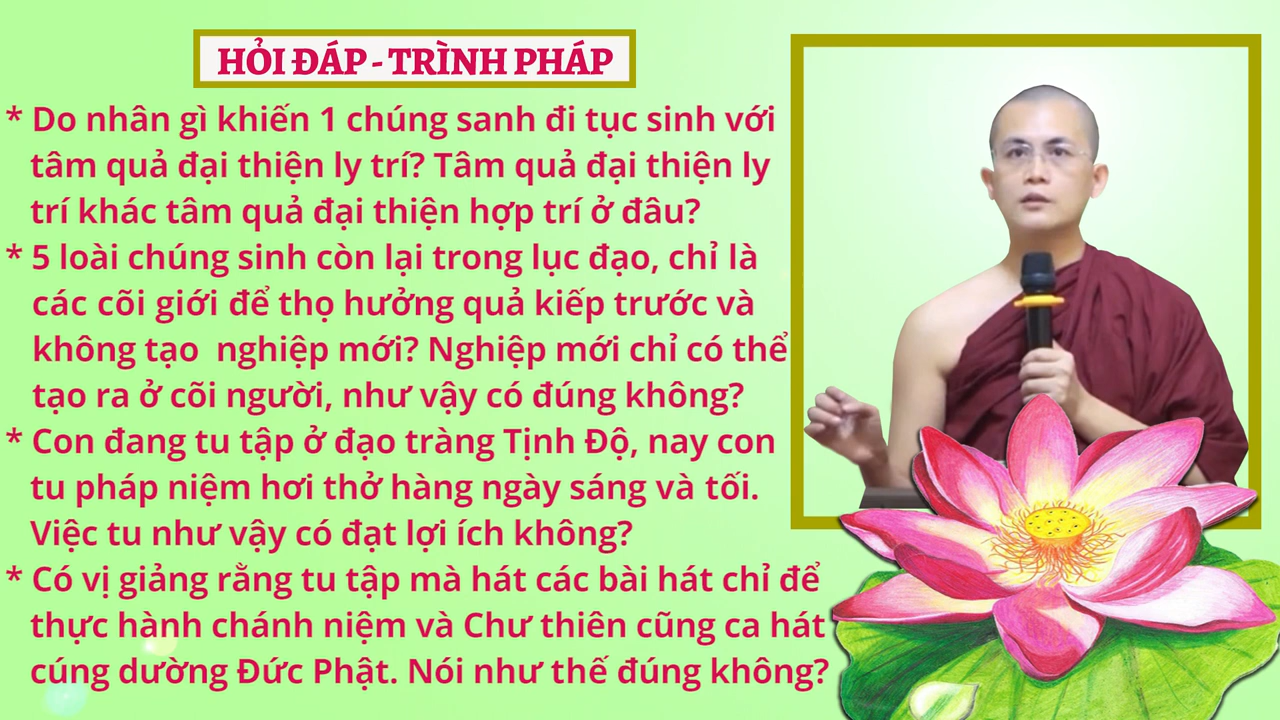 HỎI ĐÁP - TRÌNH PHÁP
* Do nhân gì khiến 1 chúng sanh đi tục sinh với
tâm quả đại thiện ly trí? Tâm quả đại thiện ly
trí khác tâm quả đại thiện hợp trí ở đâu?
* 5 loài chúng sinh còn lại trong lục đạo, chỉ là
các cõi giới để thọ hưởng quả kiếp trước và
không tạo nghiệp mới? Nghiệp mới chỉ có thể
tạo ra ở cõi người, như vậy có đúng không?
* Con đang tu tập ở đạo tràng Tịnh Độ, nay con
tu pháp niệm hơi thở hàng ngày sáng và tối.
Việc tu như vậy có đạt lợi ích không?
* Có vị giảng rằng tu tập mà hát các bài hát chỉ để
thực hành chánh niệm và Chư thiên cũng ca hát
cúng dường Đức Phật. Nói như thế đúng không?